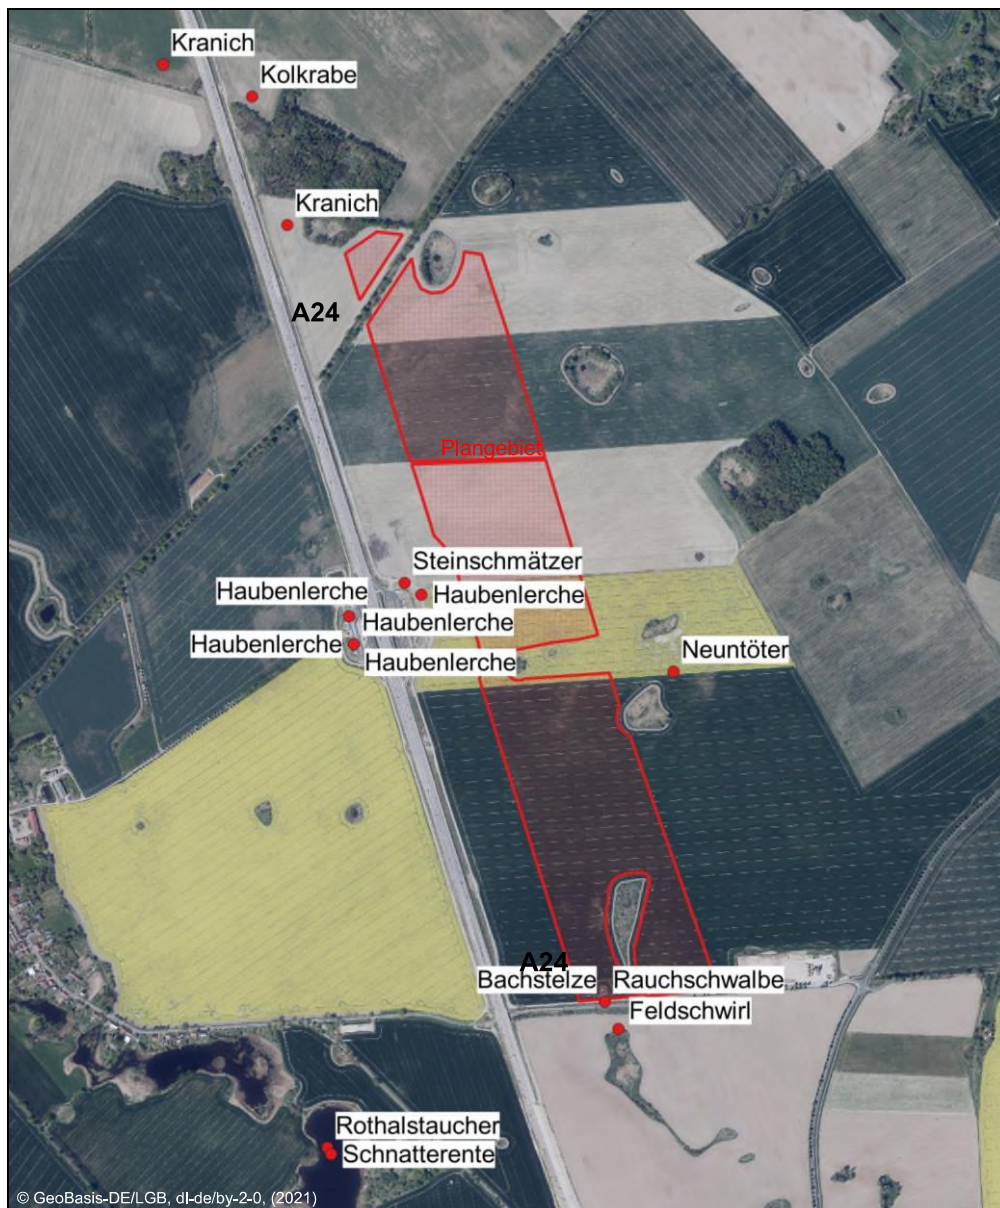 Kranich
Kolkrabe
Kranich
A24
Plangebiet
Steinschmätzer
Haubenlerche
Haubenlerche
Haubenlerche
Haubenlerche
Haubenlerche
Neuntöter
A24
Bachstelze
Rauchschwalbe
Feldschwirl
Rothalstaucher
Schnatterente
© GeoBasis-DE/LGB, dl-de/by-2-0, (2021)